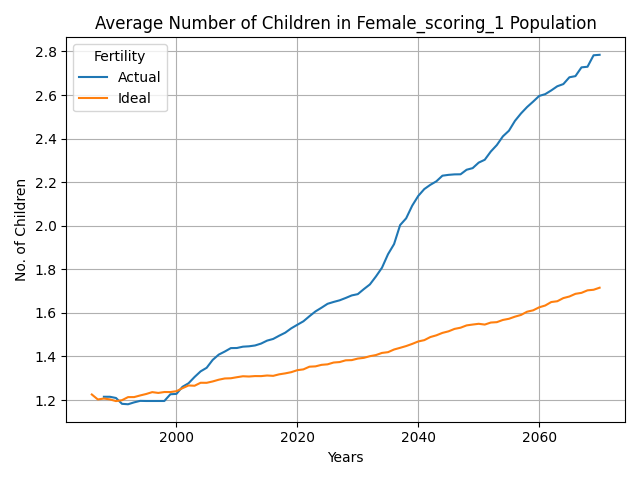 Average Number of Children in Female_scoring_1 Population
Fertility
Actual
Ideal
No. of Children
2.8
2.6
2.4
2.2
2.0
1.8
1.6
1.4
1.2
2000
2020
2040
2060
Years